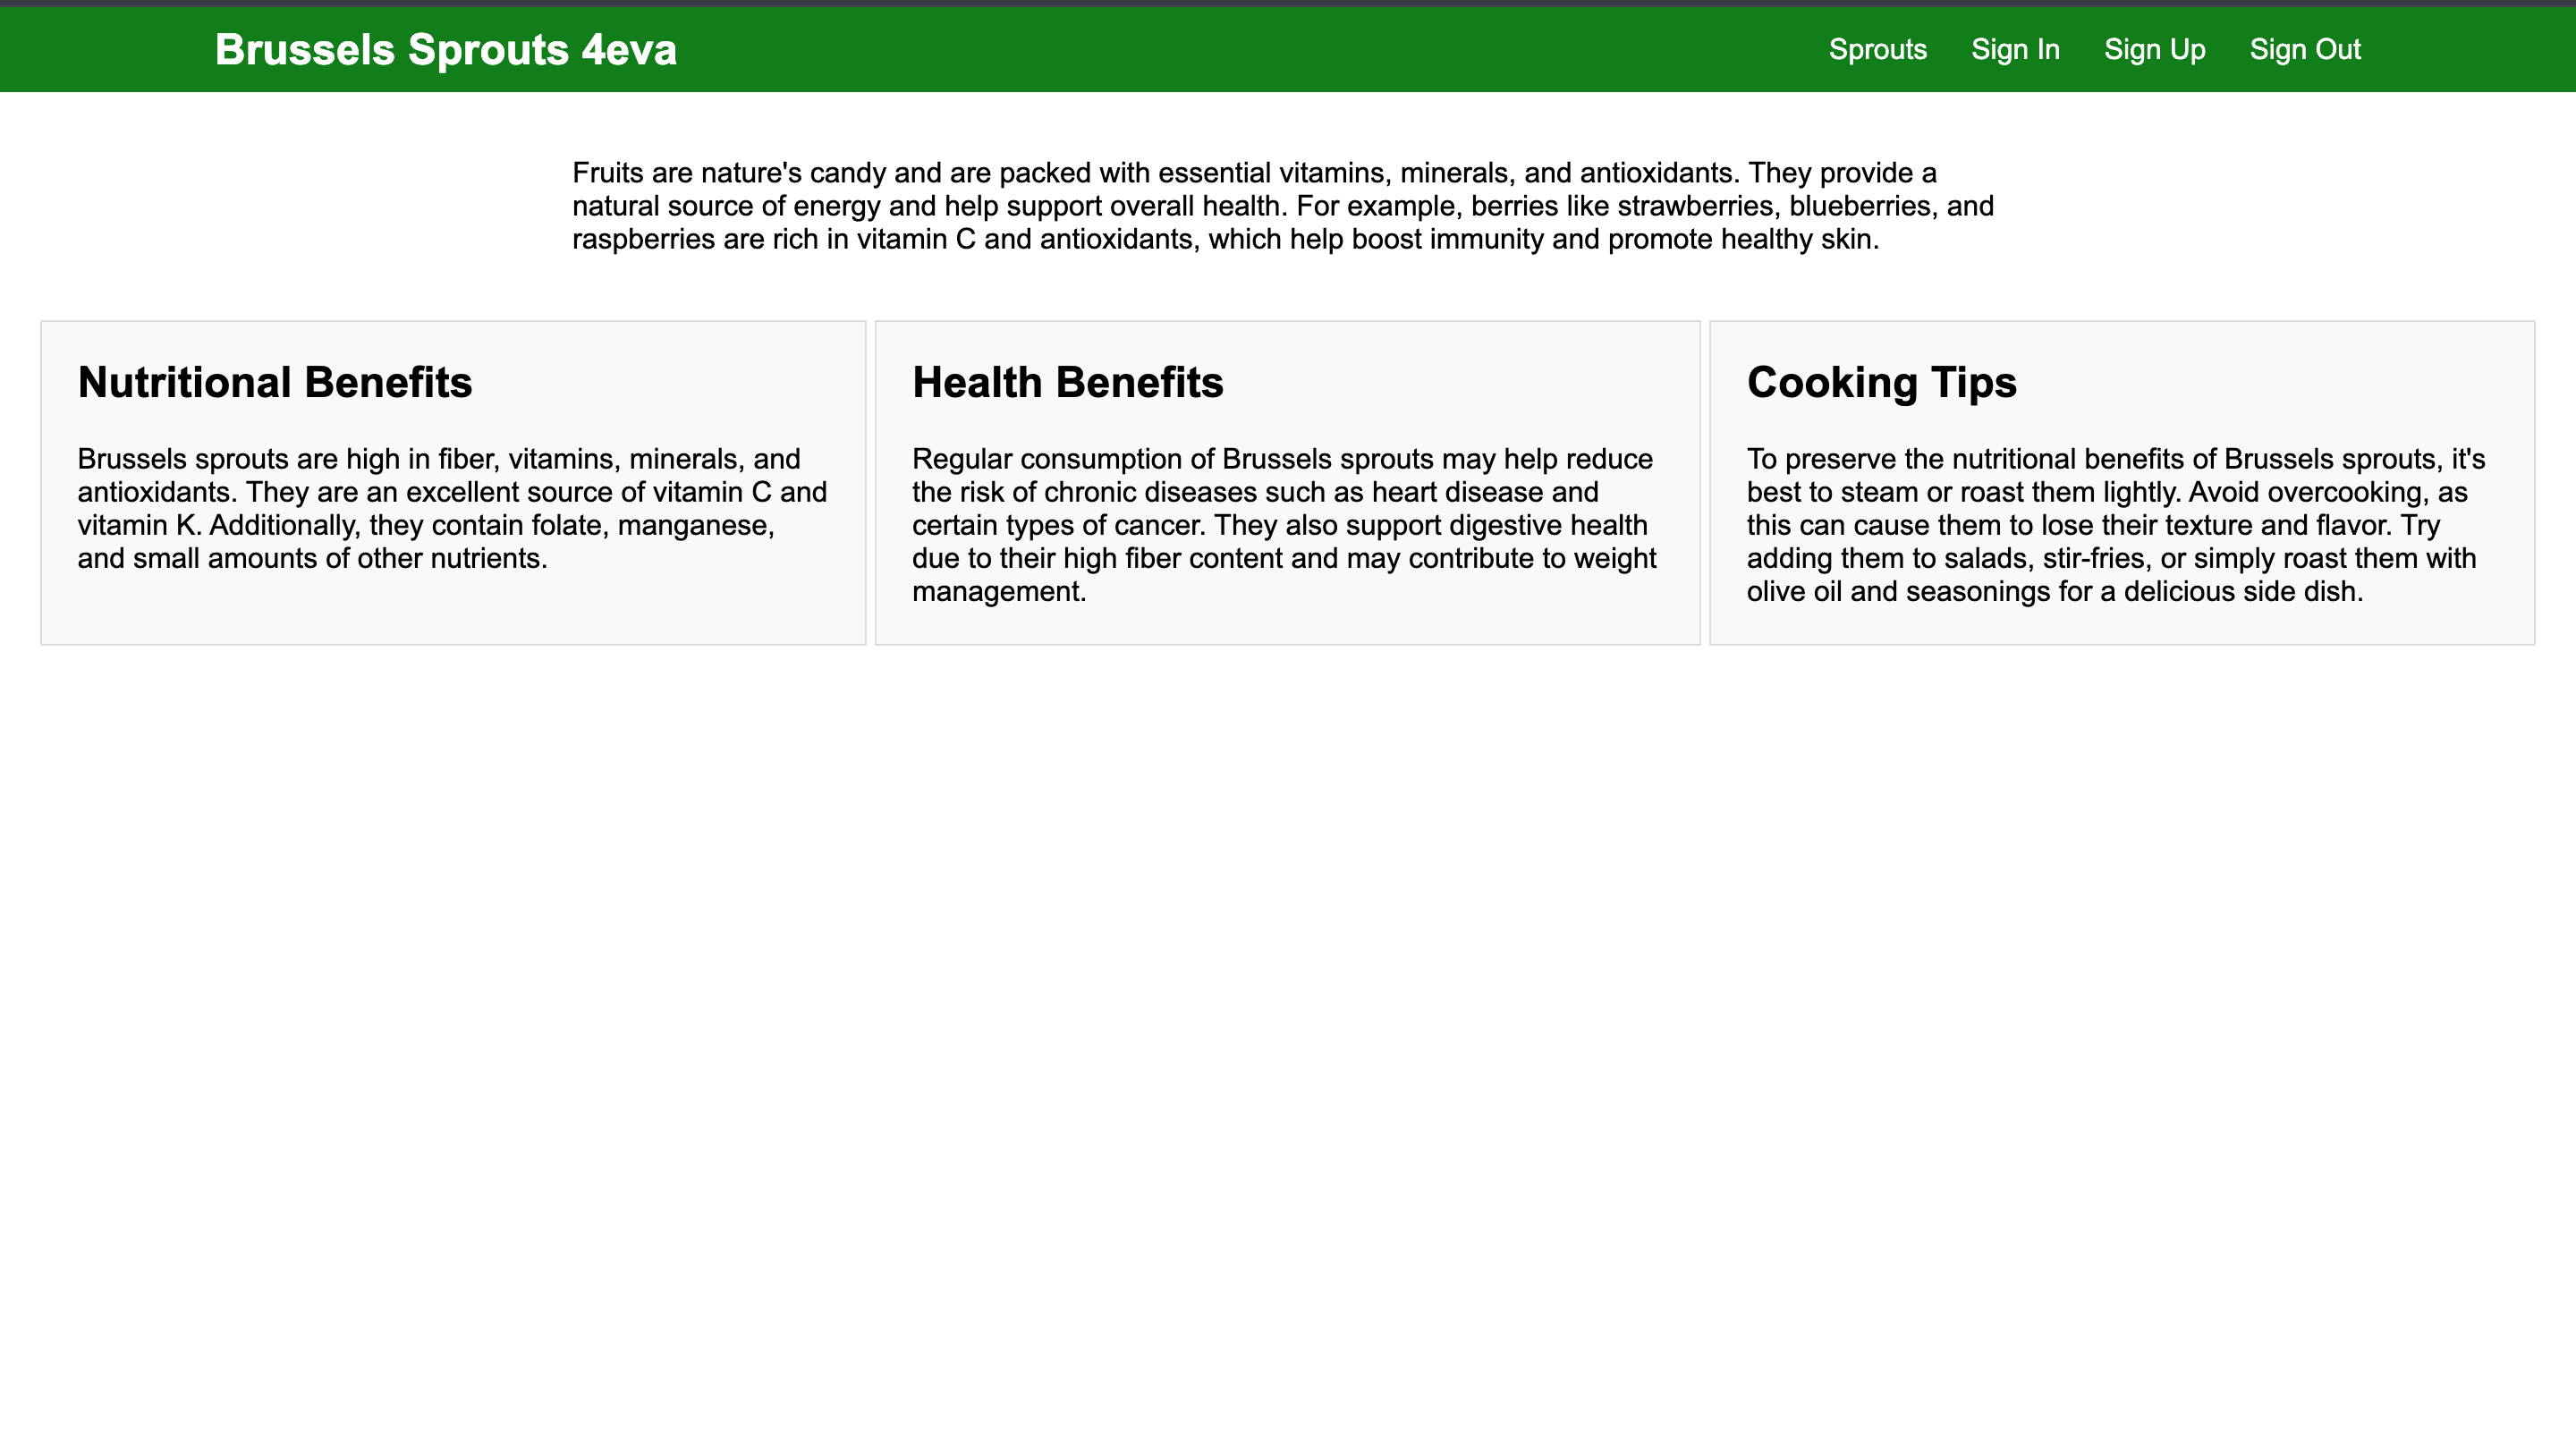 Brussels Sprouts 4eva
Sprouts Sign In Sign Up Sign Out
Fruits are nature's candy and are packed with essential vitamins, minerals, and antioxidants. They provide a
natural source of energy and help support overall health. For example, berries like strawberries, blueberries, and
raspberries are rich in vitamin C and antioxidants, which help boost immunity and promote healthy skin.
Nutritional Benefits
Brussels sprouts are high in fiber, vitamins, minerals, and
antioxidants. They are an excellent source of vitamin C and
vitamin K. Additionally, they contain folate, manganese,
and small amounts of other nutrients.
Health Benefits
Regular consumption of Brussels sprouts may help reduce
the risk of chronic diseases such as heart disease and
certain types of cancer. They also support digestive health
due to their high fiber content and may contribute to weight
management.
Cooking Tips
To preserve the nutritional benefits of Brussels sprouts, it's
best to steam or roast them lightly. Avoid overcooking, as
this can cause them to lose their texture and flavor. Try
adding them to salads, stir-fries, or simply roast them with
olive oil and seasonings for a delicious side dish.